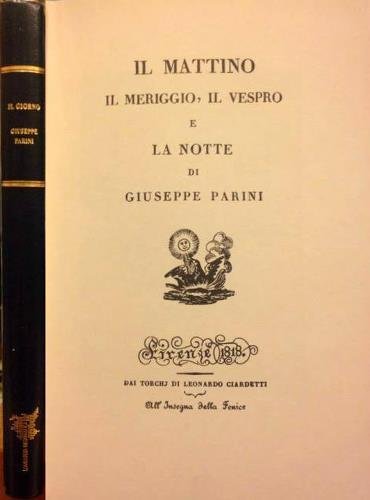 IL GIORNO
GIUSEPPE
PARINI
IL MATTINO
IL MERIGGIO, IL VESPRO
E
LA NOTTE
DI
GIUSEPPE PARINI
Firenze 1818.
DAI TORCHJ DI LEONARDO CIARDETTI
All'Insegna della Fenice